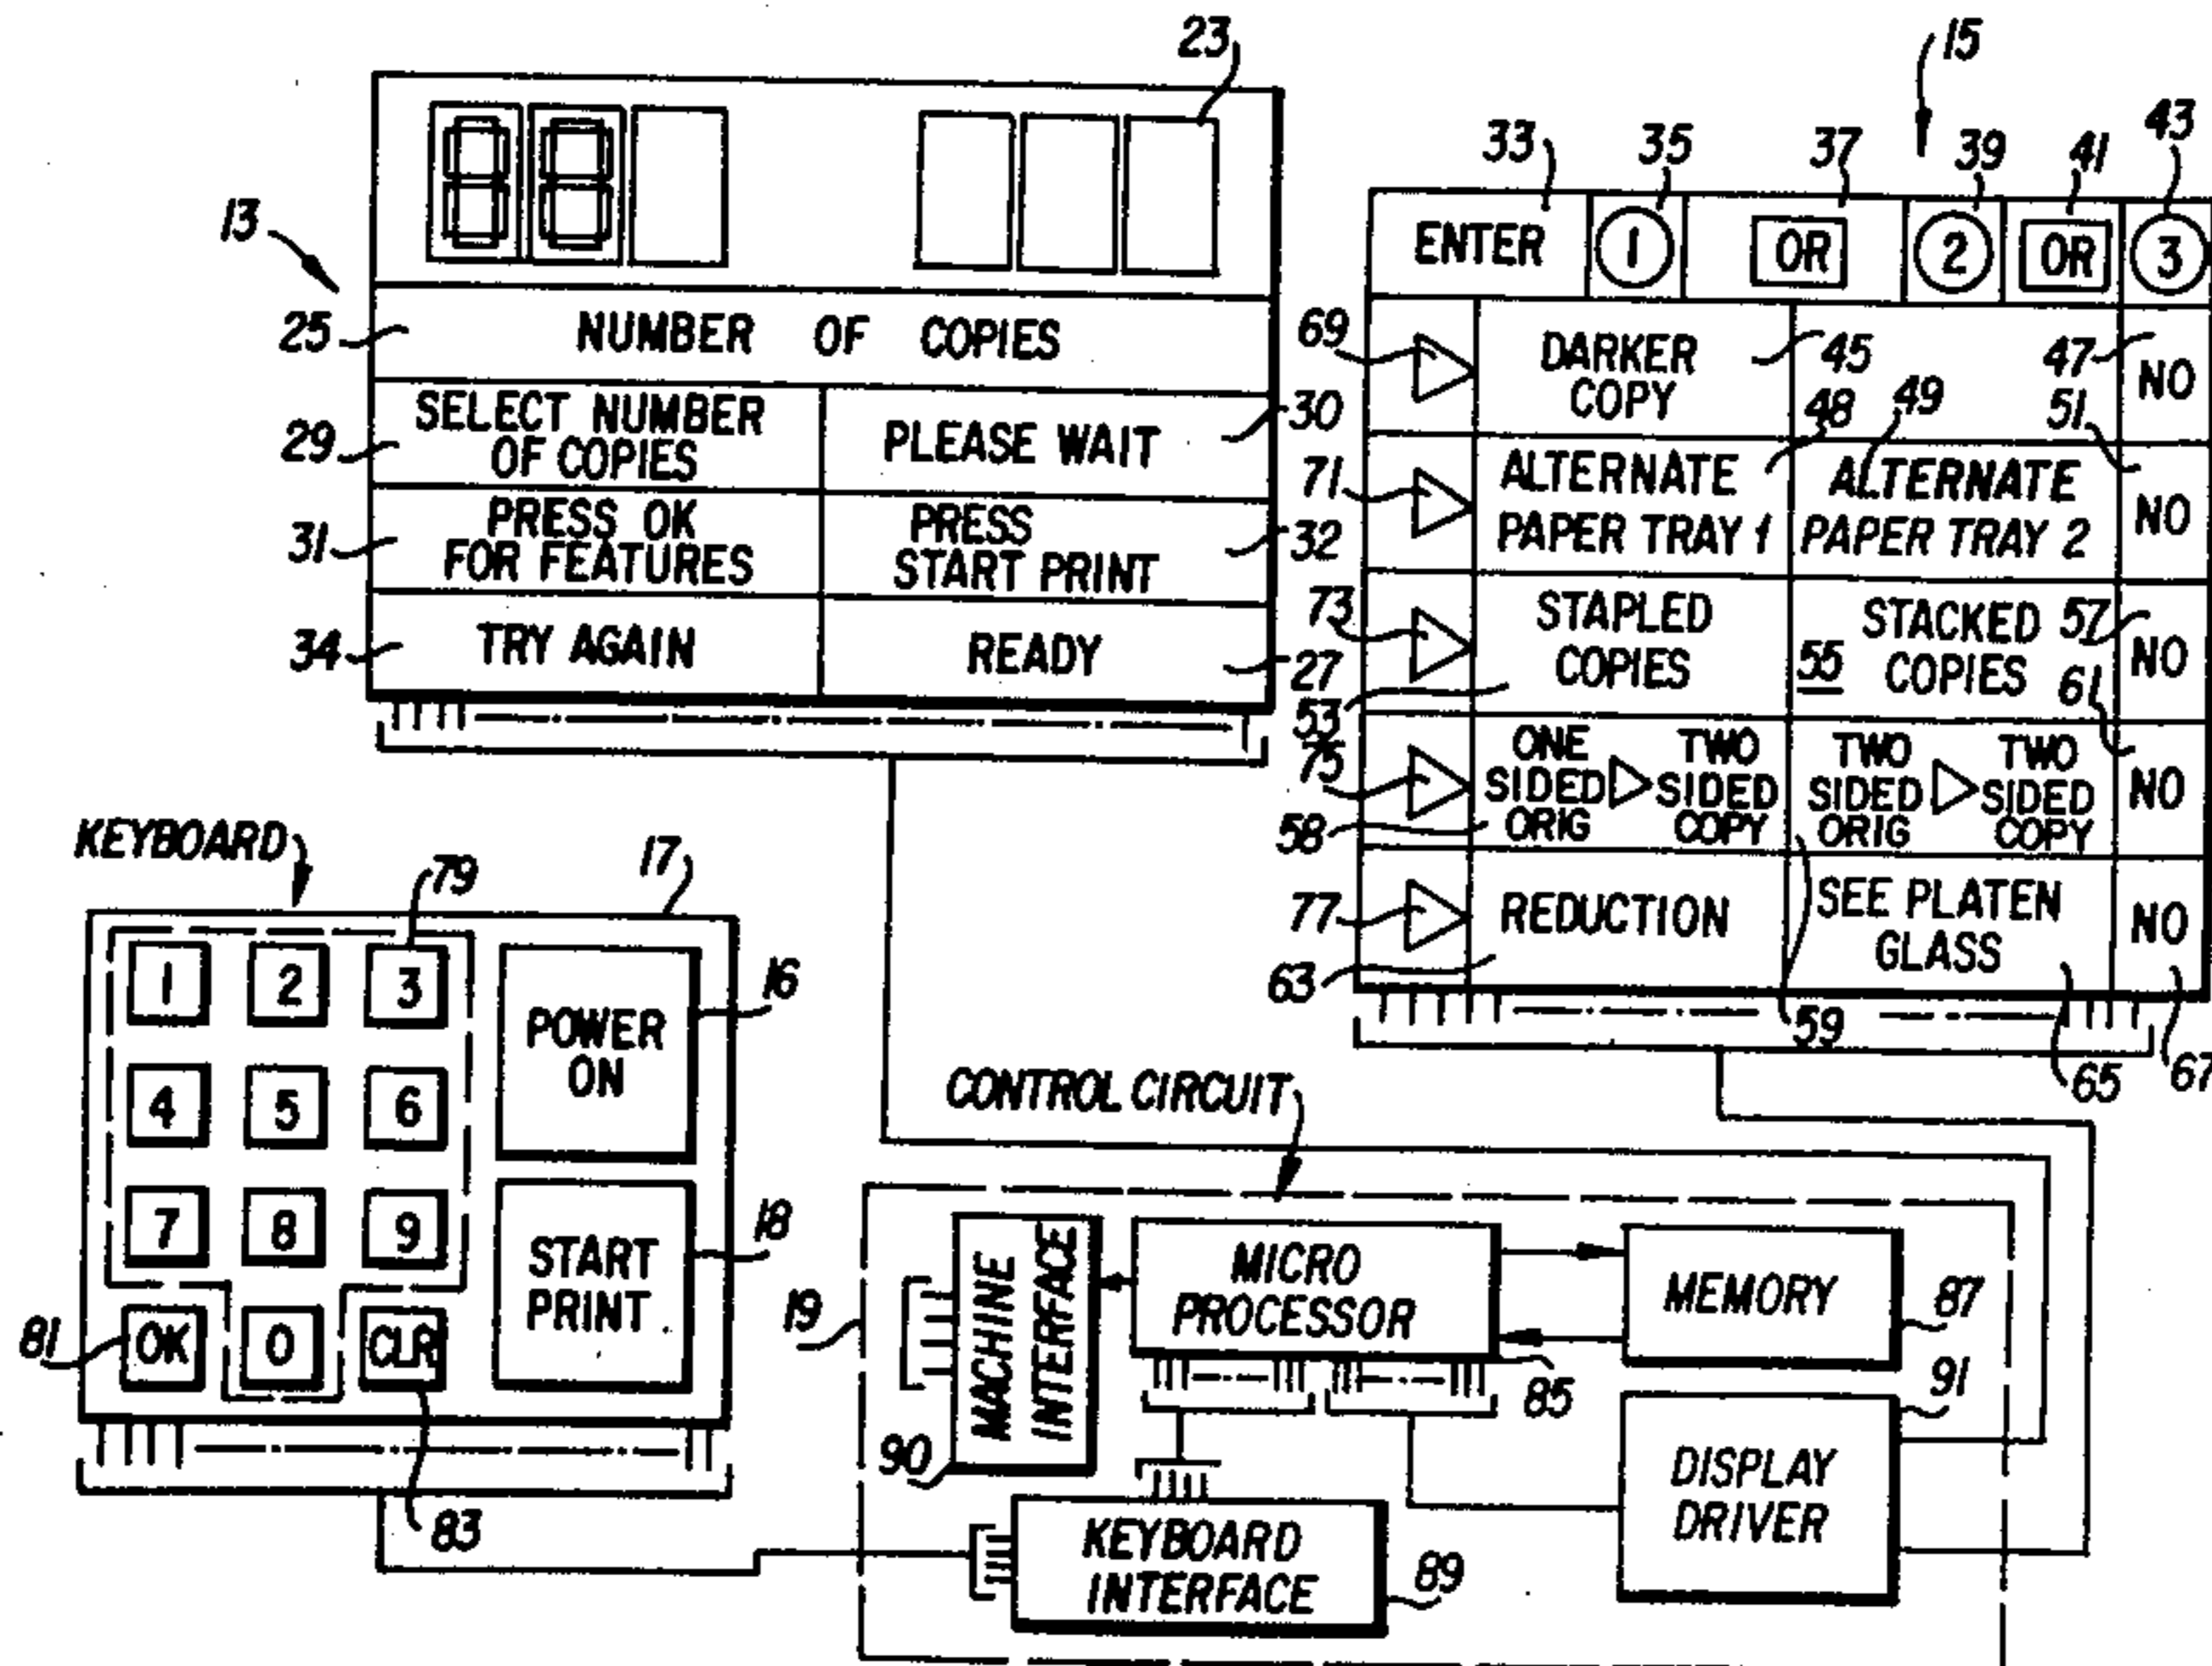 23
13
25
NUMBER OF COPIES
29
SELECT NUMBER
OF COPIES
PLEASE WAIT
30
31
PRESS OK
FOR FEATURES
PRESS
START PRINT
32
34
TRY AGAIN
READY
27
15
33
35
37
39
41
43
ENTER
1
OR
2
OR
3
69
DARKER
COPY
45
47
NO
71
ALTERNATE
PAPER TRAY 1
48
49
ALTERNATE
PAPER TRAY 2
51
NO
73
STAPLED
COPIES
53
55
STACKED
COPIES
57
NO
75
58
ONE
SIDED
ORIG
TWO
SIDED
COPY
TWO
SIDED
ORIG
TWO
SIDED
COPY
61
NO
77
63
REDUCTION
59
SEE PLATEN
GLASS
65
NO
67
KEYBOARD
17
79
1
2
3
POWER
ON
16
4
5
6
7
8
9
START
PRINT
18
81
OK
0
CLR
83
CONTROL CIRCUIT
19
MACHINE
INTERFACE
90
MICRO
PROCESSOR
85
MEMORY
87
DISPLAY
DRIVER
91
KEYBOARD
INTERFACE
89